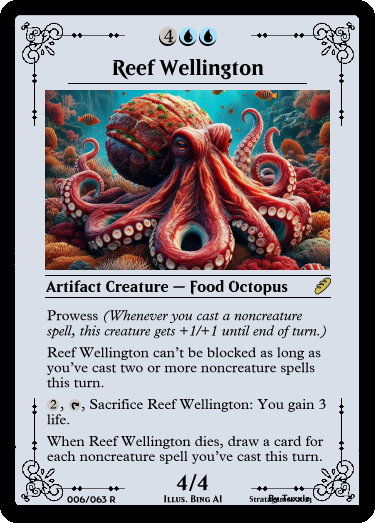 4
Reef Wellington
Artifact Creature — Food Octopus
Prowess (Whenever you cast a noncreature
spell, this creature gets +1/+1 until end of turn.)
Reef Wellington can't be blocked as long as
you've cast two or more noncreature spells
this turn.
2, , Sacrifice Reef Wellington: You gain 3
life.
When Reef Wellington dies, draw a card for
each noncreature spell you've cast this turn.
4/4
006/063 R
Illus. Bing AI